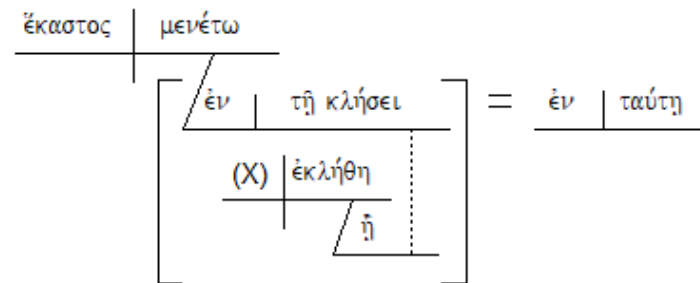 ἕκαστος μενέτω
ἐν τῇ κλήσει = ἐν ταύτῃ
(X) ἐκλήθη
ᾗ